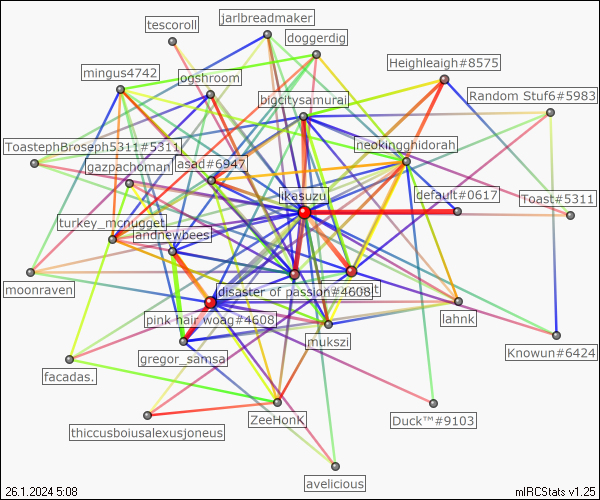 jarlbreadmaker
tescoroll
doggerdig
Heighleaigh#8575
mingus4742
ogshroom
Random Stuf6#5983
bigcitysamurai
ToastephBroseph5311#5311
neokingghidorah
gazpachoman
asad#6947
ikasuzu
default#0617
Toast#5311
turkey_mcnugget
andnewbees
moonraven
disaster of passion#4608
lahnk
pink hair woag#4608
mukszi
gregor_samsa
Knowun#6424
facadas.
ZeeHonK
Duck™#9103
thiccusboiusalexusjoneus
avelicious
26.1.2024 5:08
mIRCStats v1.25